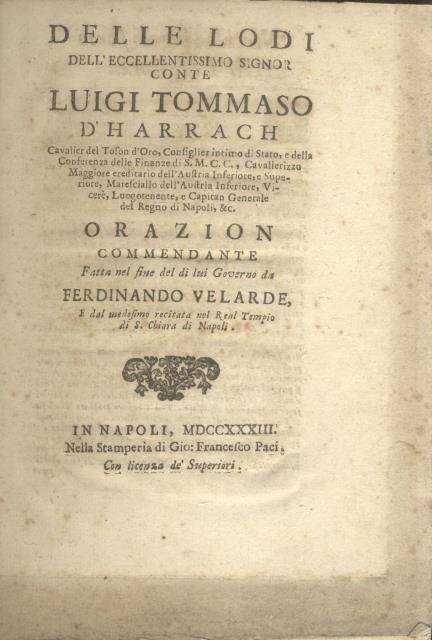 DELLE LODI
DELL'ECCELLENTISSIMO SIGNOR
CONTE
LUIGI TOMMASO
D'HARRACH
Cavalier del Toson d'Oro, Consiglier intimo di Stato, e della
Conferenza delle Finanze di S. M. C. C., Cavallerizzo
Maggiore ereditario dell'Austria Inferiore, e Supe-
riore, Maresciallo dell'Austria Inferiore, Vi-
cerè, Luogotenente, e Capitan Generale
del Regno di Napoli, &c.
ORAZION
COMMENDANTE
Fatta nel fine del di lui Governo da
FERDINANDO VELARDE,
E dal medesimo recitata nel Real Tempio
di S. Chiara di Napoli.
IN NAPOLI, MDCCXXXIII.
Nella Stamperia di Gio: Francesco Paci.
Con licenza de' Superiori.